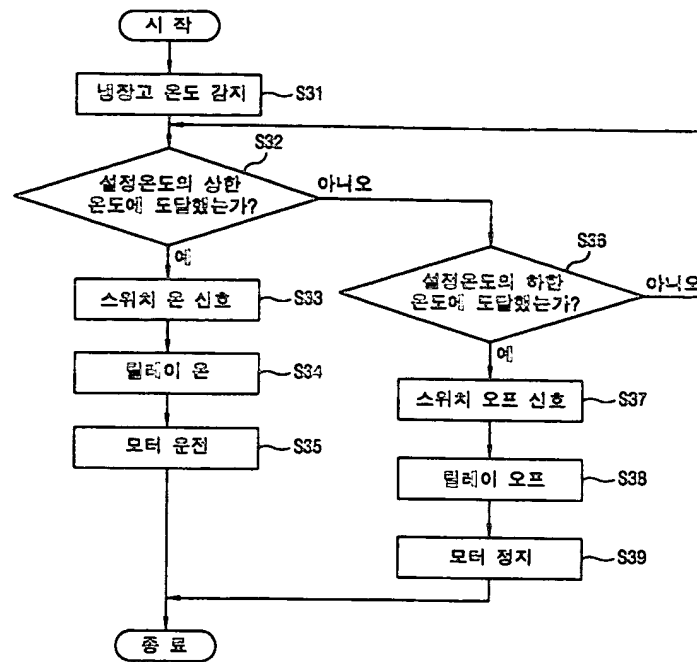 시 작
냉장고 온도 감지
S31
S32
설정온도의 상한
온도에 도달했는가?
아니오
예
S36
설정온도의 하한
온도에 도달했는가?
아니오
예
스위치 온 신호
S33
릴레이 온
S34
모터 운전
S35
스위치 오프 신호
S37
릴레이 오프
S38
모터 정지
S39
종 료